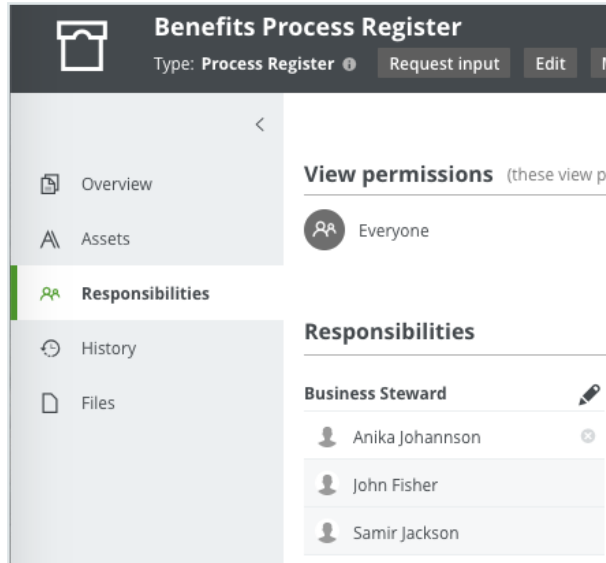 Benefits Process Register
Type: Process Register Request input Edit
Overview
Assets
Responsibilities
History
Files
View permissions (these view p
Everyone
Responsibilities
Business Steward
Anika Johannson
John Fisher
Samir Jackson